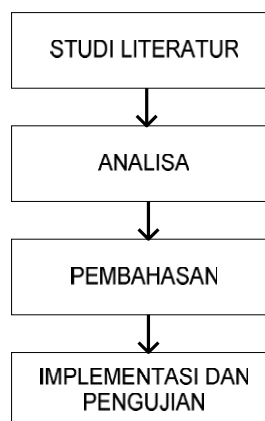 STUDI LITERATUR
ANALISA
PEMBAHASAN
IMPLEMENTASI DAN
PENGUJIAN